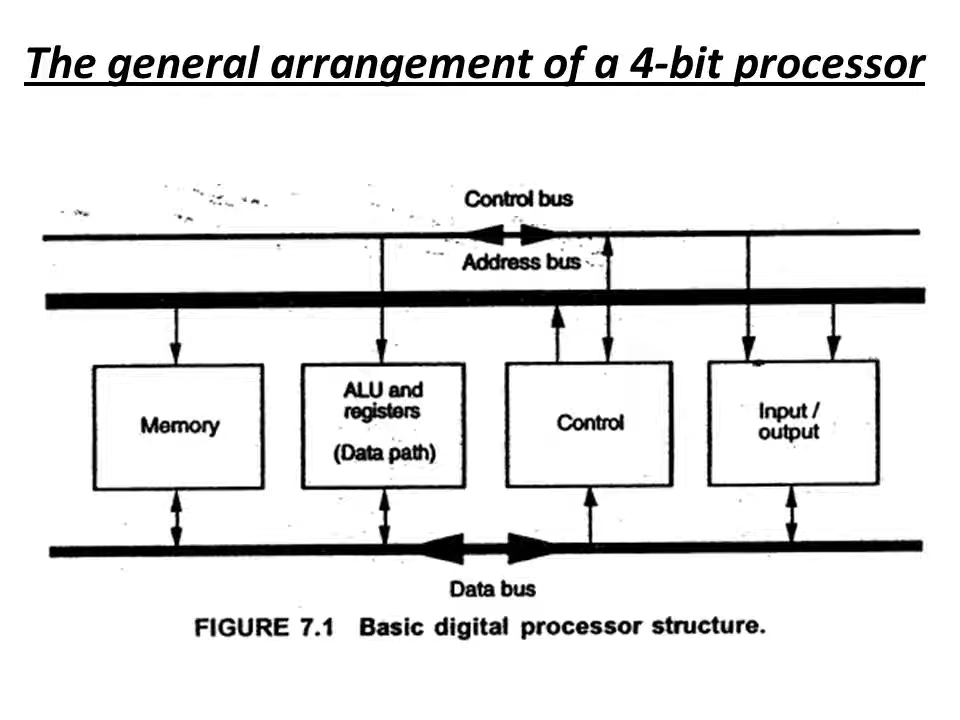 The general arrangement of a 4-bit processor
Control bus
Address bus
Memory
ALU and
registers
(Data path)
Control
Input /
output
Data bus
FIGURE 7.1 Basic digital processor structure.